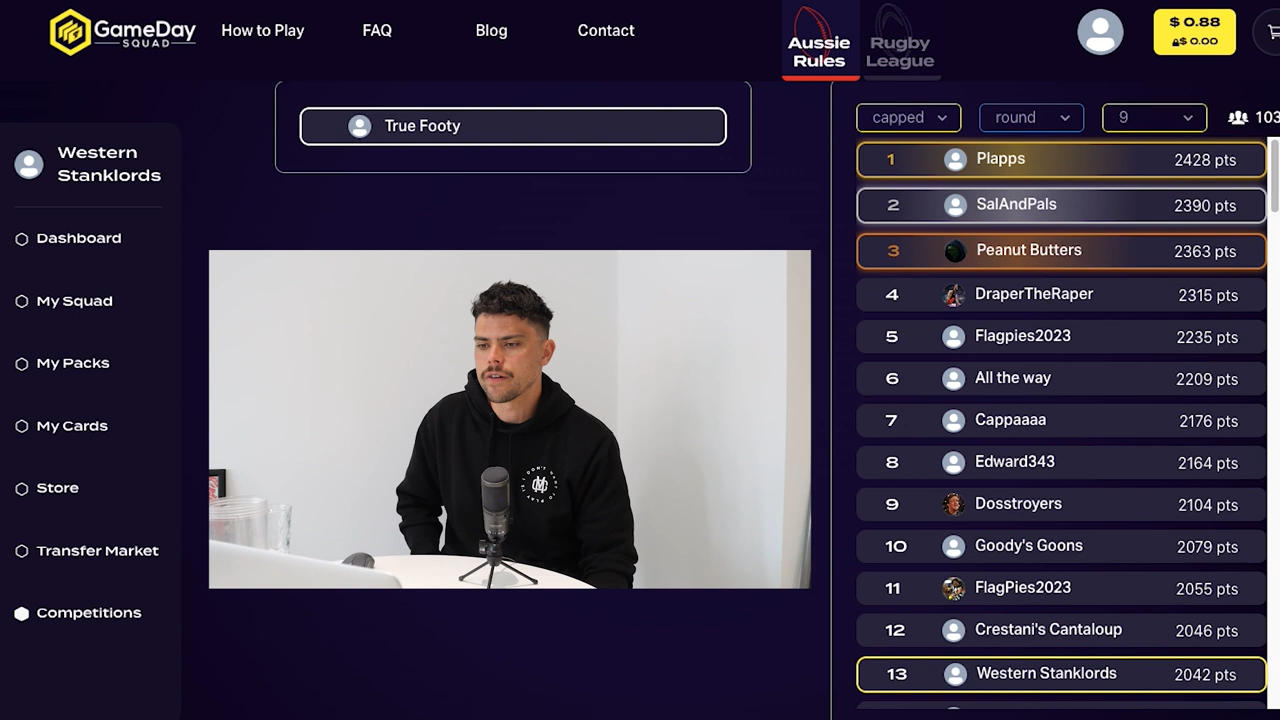 GameDay
SQUAD
How to Play
FAQ
Blog
Contact
Aussie
Rules
Rugby
League
$ 0.88
$ 0.00
Western
Stanklords
Dashboard
My Squad
My Packs
My Cards
Store
Transfer Market
Competitions
True Footy
capped
round
9
103
1 Plapps 2428 pts
2 SalAndPals 2390 pts
3 Peanut Butters 2363 pts
4 DraperTheRaper 2315 pts
5 Flagpies2023 2235 pts
6 All the way 2209 pts
7 Cappaaaa 2176 pts
8 Edward343 2164 pts
9 Dosstroyers 2104 pts
10 Goody's Goons 2079 pts
11 FlagPies2023 2055 pts
12 Crestani's Cantaloup 2046 pts
13 Western Stanklords 2042 pts